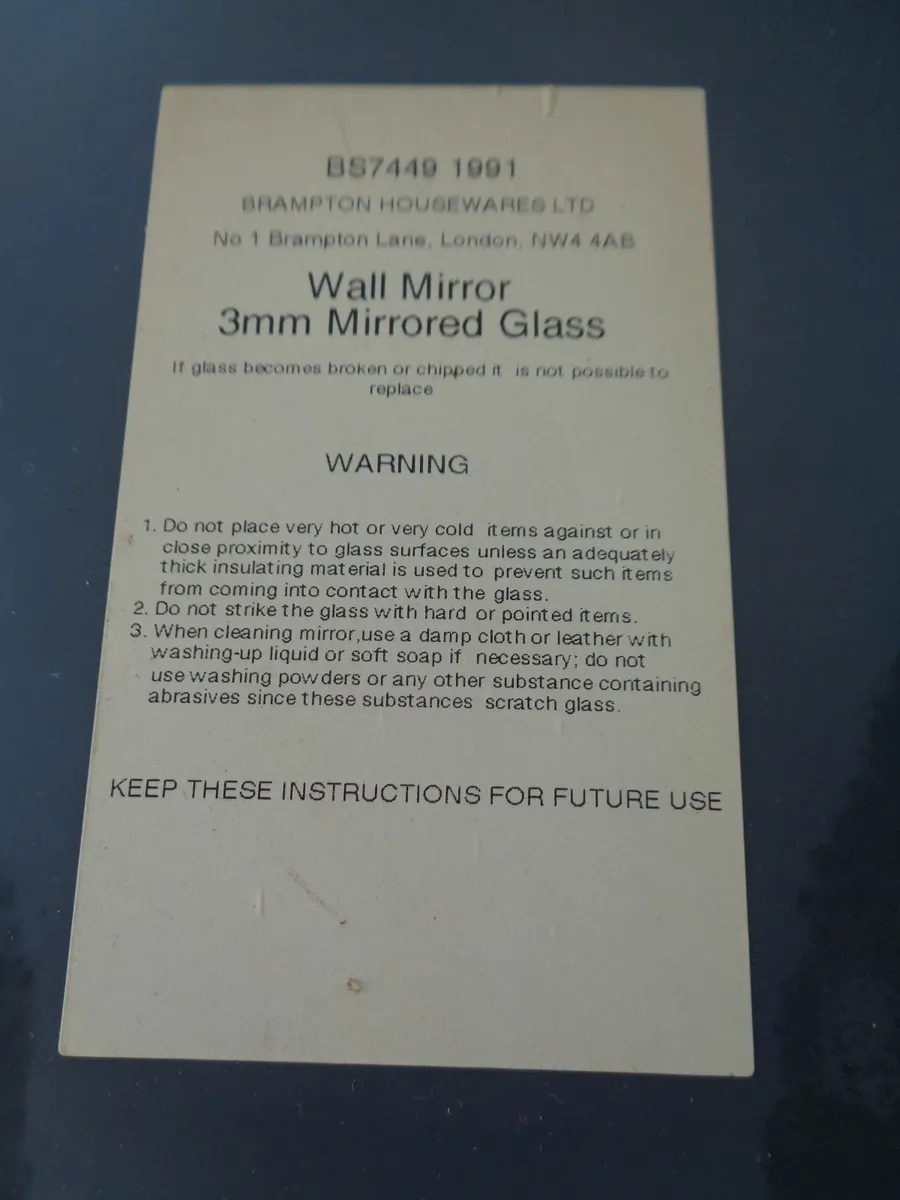 BS7449 1991
BRAMPTON HOUSEWARES LTD
No 1 Brampton Lane, London, NW4 4AB
Wall Mirror
3mm Mirrored Glass
If glass becomes broken or chipped it is not possible to
replace
WARNING
1. Do not place very hot or very cold items against or in
close proximity to glass surfaces unless an adequately
thick insulating material is used to prevent such items
from coming into contact with the glass.
2. Do not strike the glass with hard or pointed items.
3. When cleaning mirror,use a damp cloth or leather with
washing-up liquid or soft soap if necessary; do not
use washing powders or any other substance containing
abrasives since these substances scratch glass.
KEEP THESE INSTRUCTIONS FOR FUTURE USE